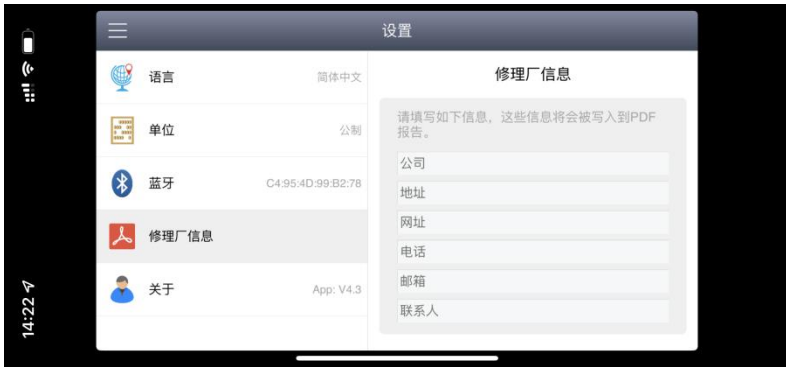 设置
语言 简体中文
单位 公制
蓝牙 C4:95:4D:99:B2:78
修理厂信息
关于 App: V4.3
修理厂信息
请填写如下信息，这些信息将会被写入到PDF
报告。
公司
地址
网址
电话
邮箱
联系人
14:22